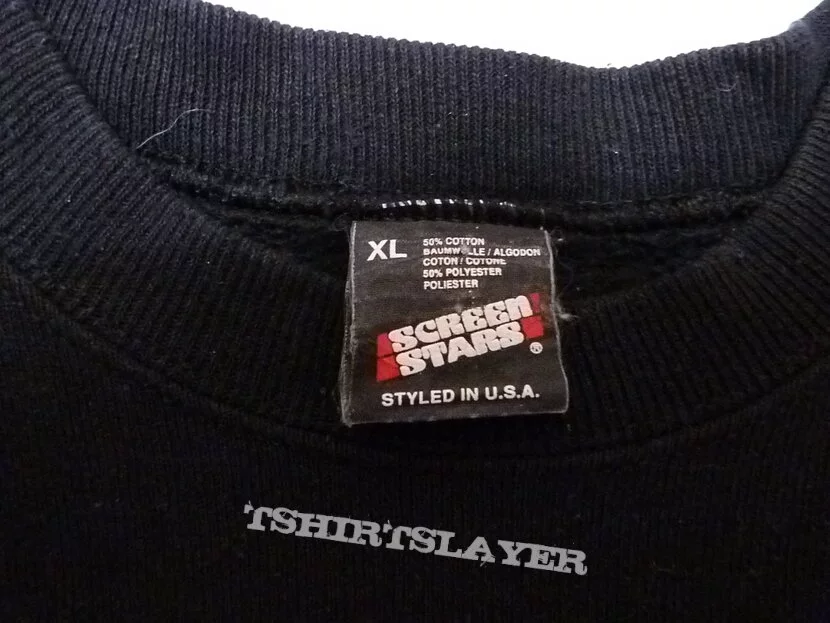 XL
50% COTTON
BAUMWOLLE / ALGODON
COTON / COTONE
50% POLYESTER
POLIESTER
SCREEN
STARS
®
STYLED IN U.S.A.
TSHIRTSLAYER